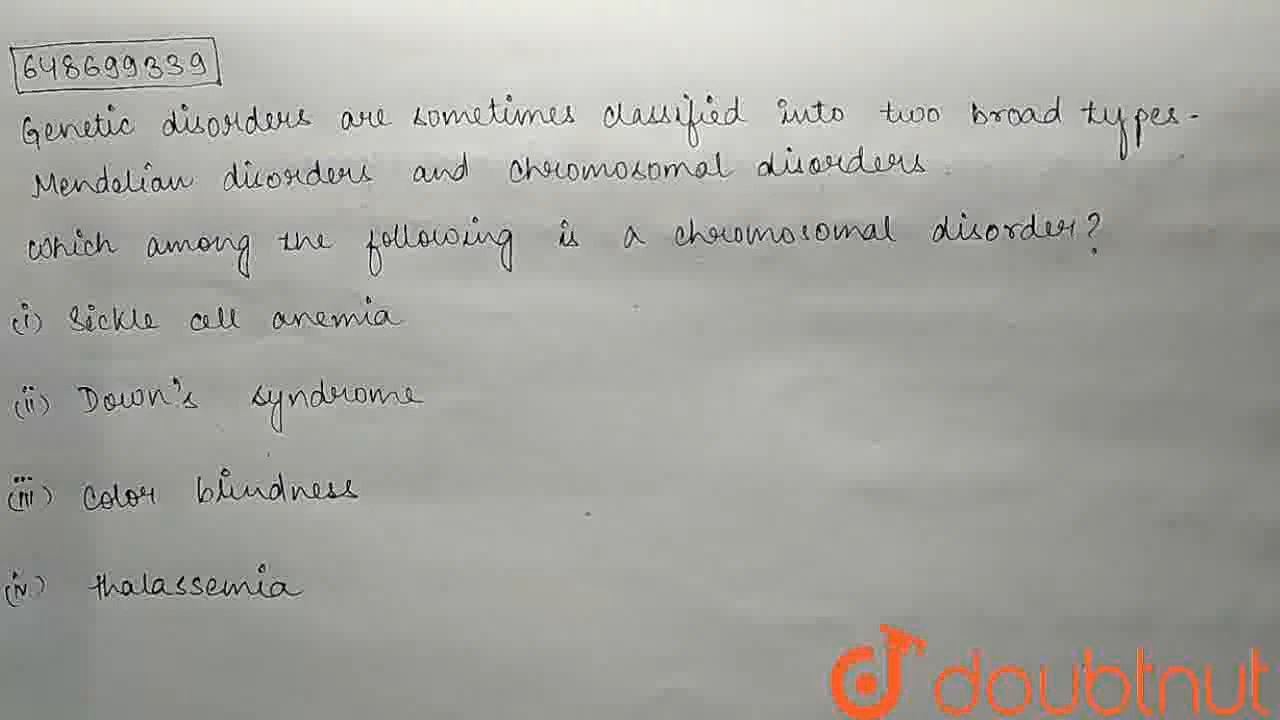 648699339
Genetic disorders are sometimes classified into two broad types-
Mendelian disorders and chromosomal disorders.
which among the following is a chromosomal disorder?
(i) Sickle cell anemia
(ii) Down's syndrome
(iii) color blindness
(iv.) thalassemia
doubtnut